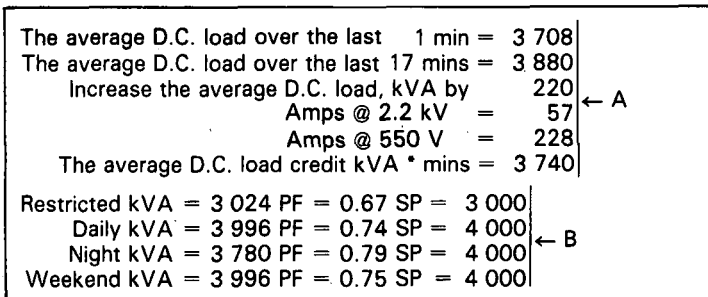 The average D.C. load over the last 1 min = 3 708
The average D.C. load over the last 17 mins = 3 880
Increase the average D.C. load, kVA by 220
Amps @ 2.2 kV = 57
Amps @ 550 V = 228
The average D.C. load credit kVA * mins = 3 740
← A
Restricted kVA = 3 024 PF = 0.67 SP = 3 000
Daily kVA = 3 996 PF = 0.74 SP = 4 000
Night kVA = 3 780 PF = 0.79 SP = 4 000
Weekend kVA = 3 996 PF = 0.75 SP = 4 000
← B